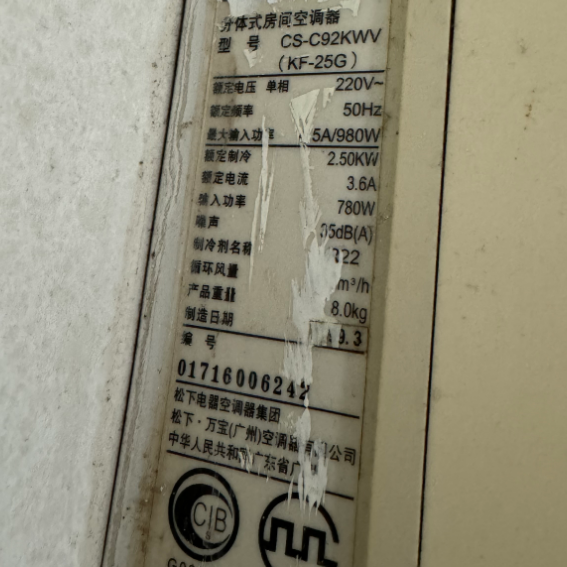 分体式房间空调器
型号 CS-C92KWV
(KF-25G)
额定电压 单相 220V~
额定频率 50Hz
最大输入功率 5A/980W
额定制冷 2.50KW
额定电流 3.6A
输入功率 780W
噪声 35dB(A)
制冷剂名称 R22
循环风量 m³/h
产品重量 8.0kg
制造日期 9.3
编号
01716006242
松下电器空调器集团
松下·万宝(广州)空调器有限公司
中华人民共和国广东省广
CIB